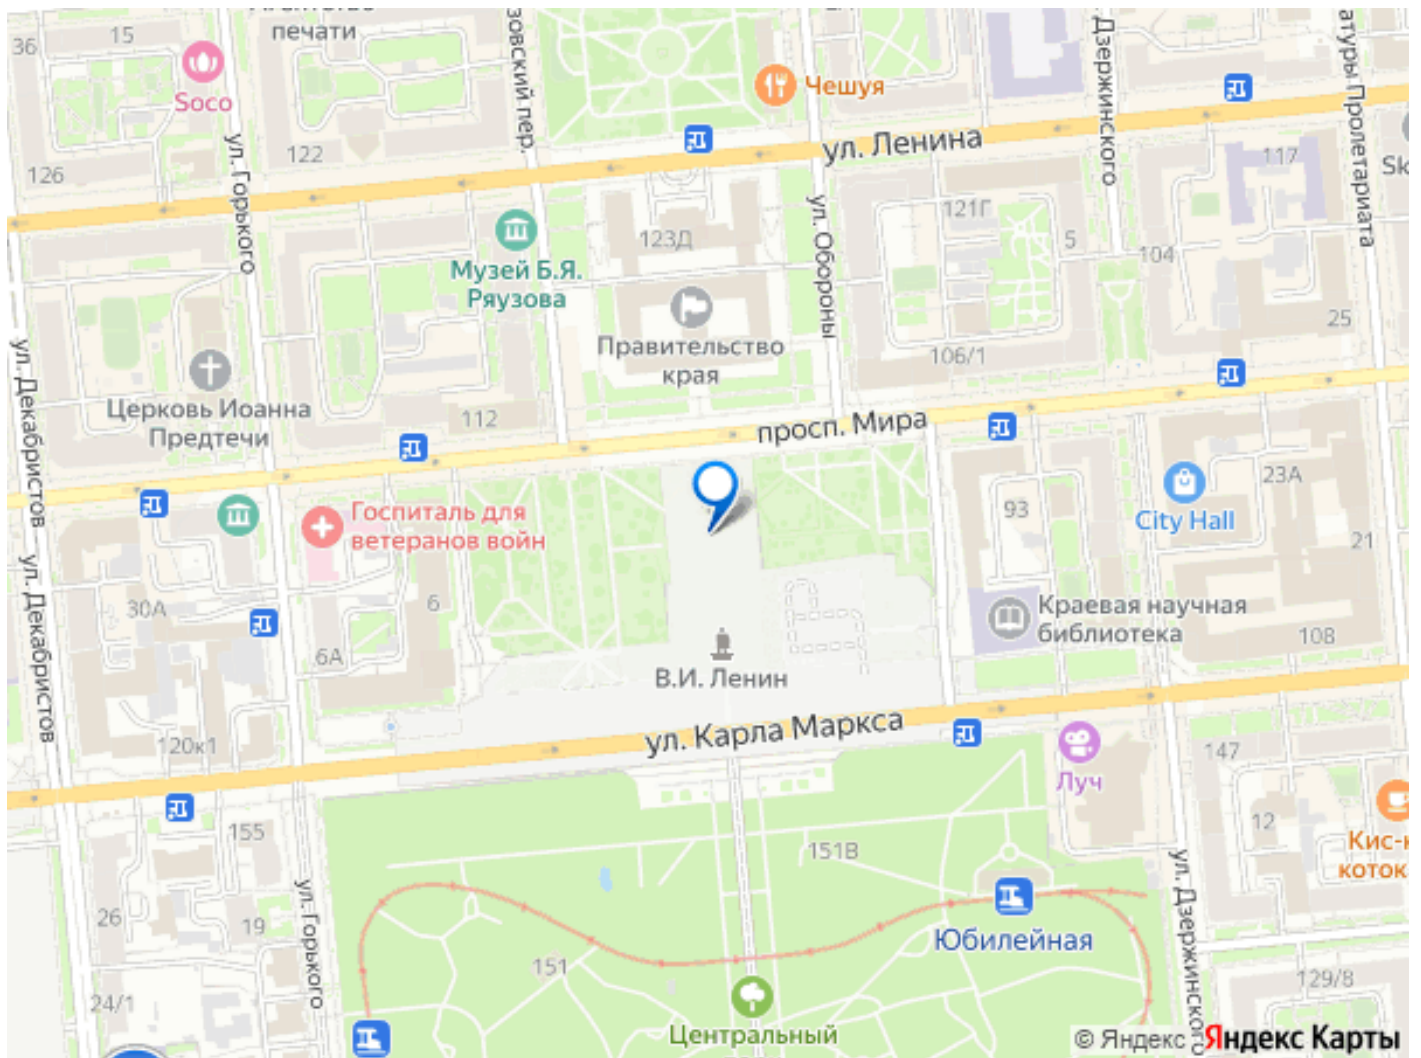 печати
36
15
Soco
Чешуя
ул. Ленина
ул. Горького
122
126
зовский пер.
Дзержинского
атуры Пролетариата
117
Sk
Музей Б.Я.
Ряузова
123Д
ул. Обороны
121Г
5
104
25
Правительство
края
106/1
Церковь Иоанна
Предтечи
112
просп. Мира
ул. Декабристов
ул. Декабристов
Госпиталь для
ветеранов войн
93
City Hall
23А
21
30А
6
6А
Краевая научная
библиотека
108
В.И. Ленин
ул. Карла Маркса
120к1
Луч
147
12
155
151В
Кис-к
коток
ул. Горького
ул. Дзержинского
26
19
Юбилейная
151
24/1
129/8
Центральный
© Яндекс Яндекс Карты